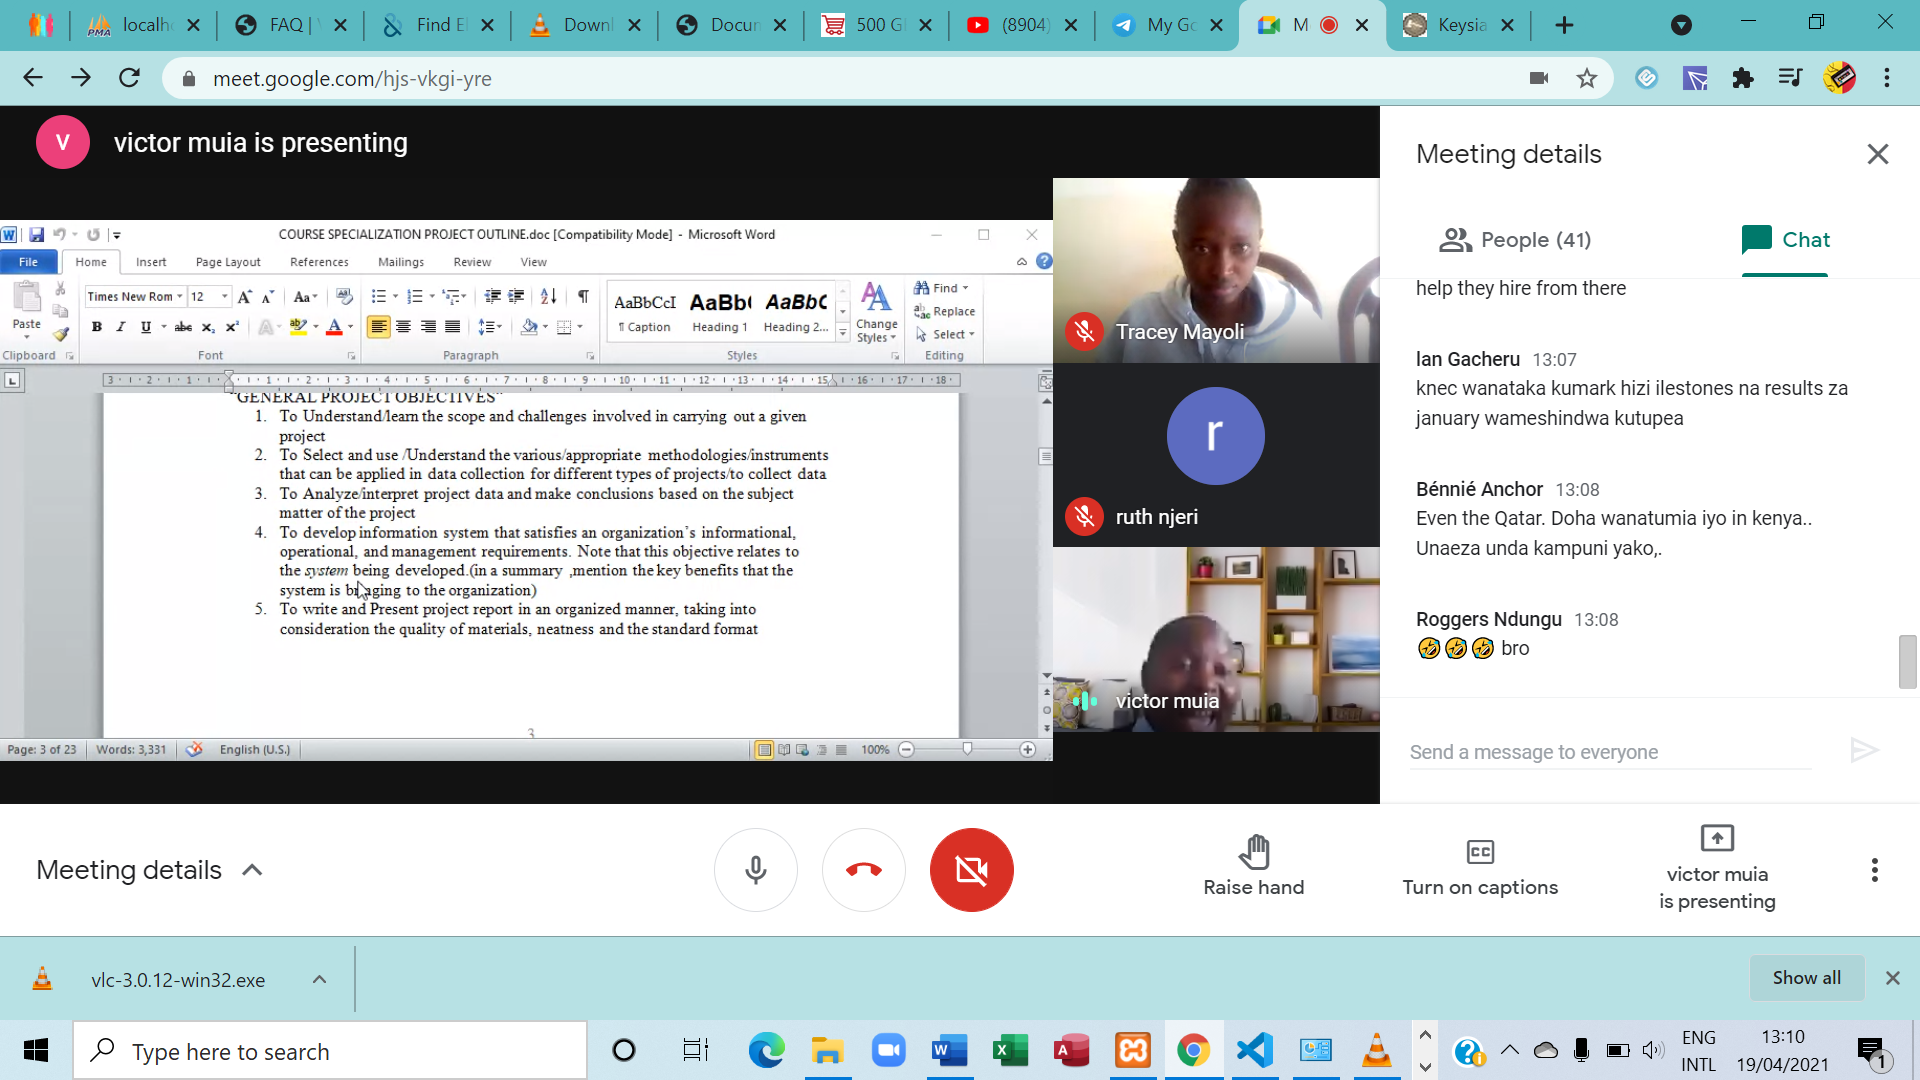 localh
FAQ |
Find El
Downl
Docun
500 GI
(8904)
My Go
M
Keysia
meet.google.com/hjs-vkgi-yre
V
victor muia is presenting
COURSE SPECIALIZATION PROJECT OUTLINE.doc [Compatibility Mode] - Microsoft Word
File Home Insert Page Layout References Mailings Review View
Times New Rom 12
Paste
Clipboard
Font
Paragraph
AaBbCcI
¶ Caption
AaBb(
Heading 1
AaBbC
Heading 2...
Change
Styles
Styles
Find
Replace
Select
Editing
"GENERAL PROJECT OBJECTIVES"
1. To Understand/learn the scope and challenges involved in carrying out a given
project
2. To Select and use /Understand the various/appropriate methodologies/instruments
that can be applied in data collection for different types of projects/to collect data
3. To Analyze/interpret project data and make conclusions based on the subject
matter of the project
4. To develop information system that satisfies an organization's informational,
operational, and management requirements. Note that this objective relates to
the system being developed.(in a summary ,mention the key benefits that the
system is bringing to the organization)
5. To write and Present project report in an organized manner, taking into
consideration the quality of materials, neatness and the standard format
3
Page: 3 of 23 Words: 3,331 English (U.S.) 100%
Tracey Mayoli
r
ruth njeri
victor muia
Meeting details
People (41)
Chat
help they hire from there
Ian Gacheru 13:07
knec wanataka kumark hizi ilestones na results za
january wameshindwa kutupea
Bénnié Anchor 13:08
Even the Qatar. Doha wanatumia iyo in kenya..
Unaeza unda kampuni yako,.
Roggers Ndungu 13:08
🤣🤣🤣 bro
Send a message to everyone
Meeting details
Raise hand
Turn on captions
victor muia
is presenting
vlc-3.0.12-win32.exe
Show all
Type here to search
ENG
INTL
13:10
19/04/2021
1